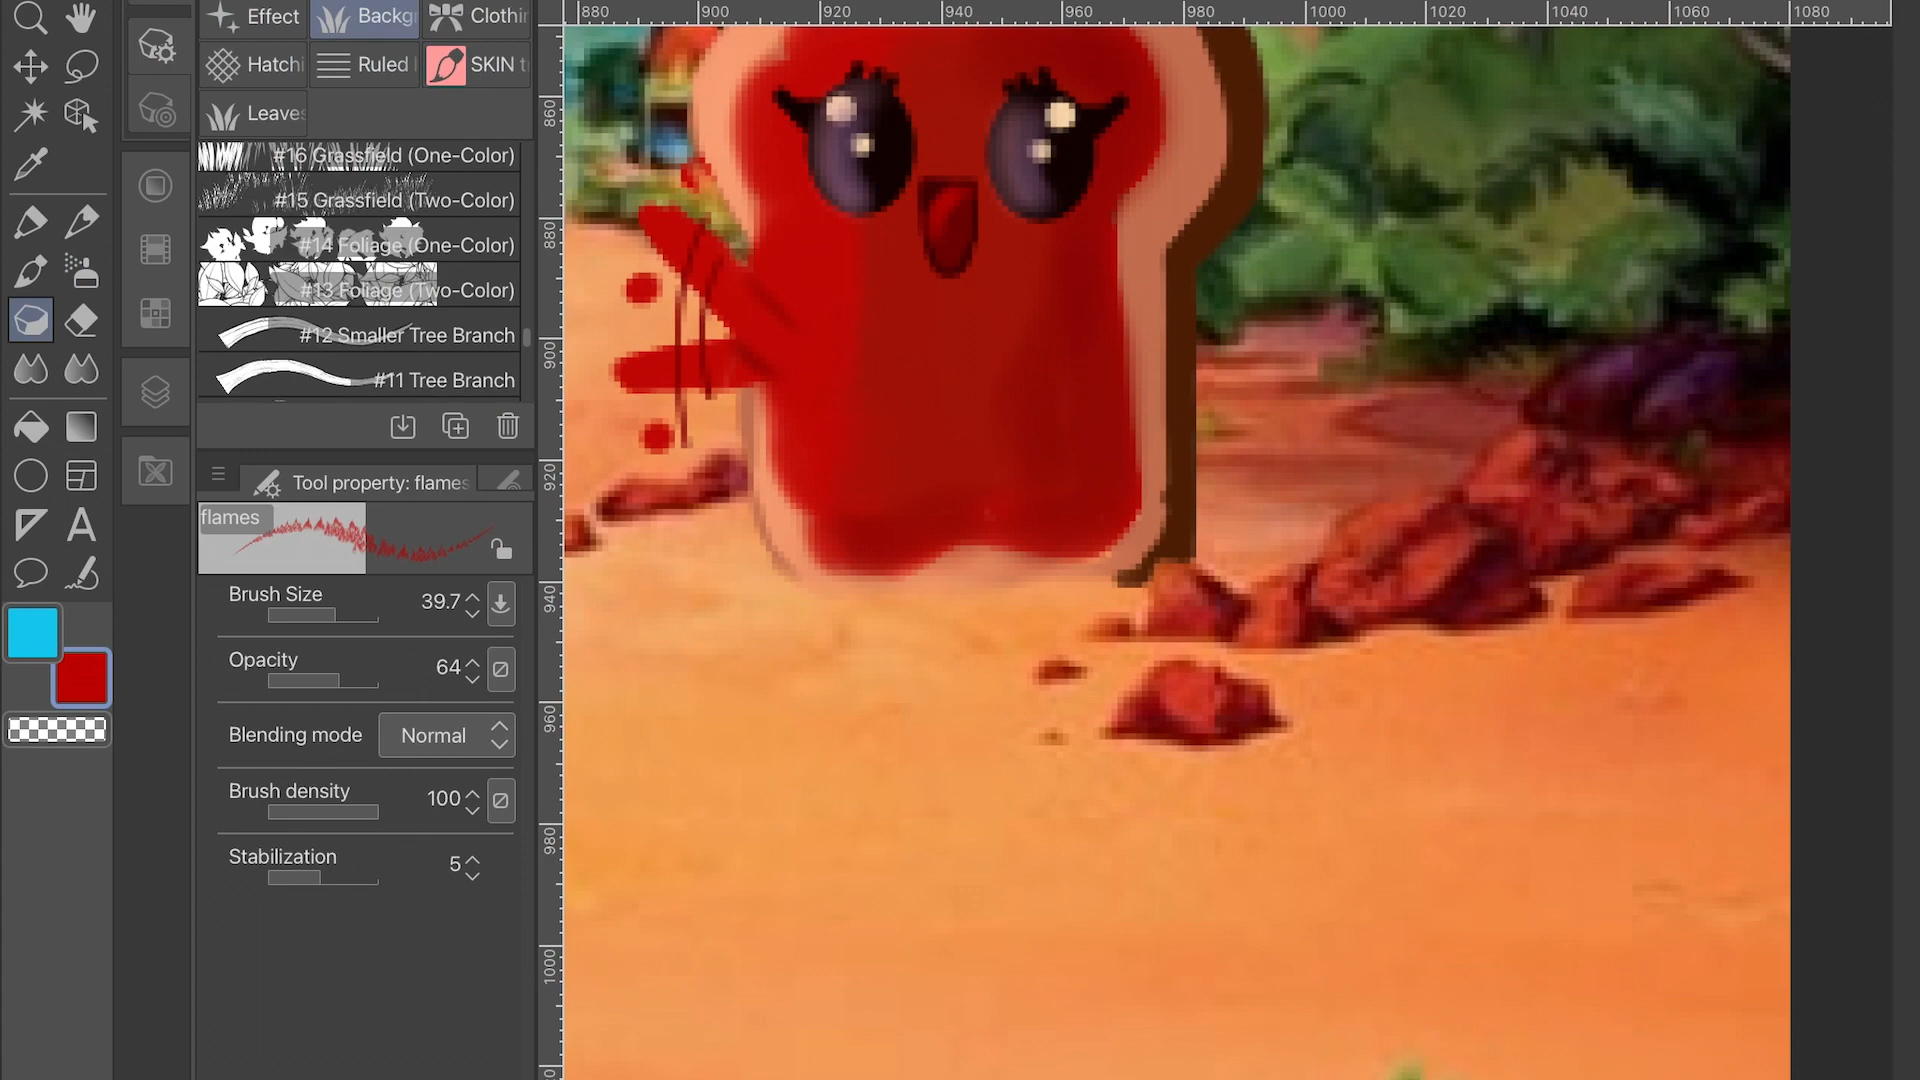 Effect
Backg
Clothin
Hatchi
Ruled
SKIN t
Leaves
#16 Grassfield (One-Color)
#15 Grassfield (Two-Color)
#14 Foliage (One-Color)
#13 Foliage (Two-Color)
#12 Smaller Tree Branch
#11 Tree Branch
Tool property: flames
flames
Brush Size 39.7
Opacity 64
Blending mode Normal
Brush density 100
Stabilization 5
A
880 900 920 940 960 980 1000 1020 1040 1060 1080
860
880
900
920
940
960
980
1000